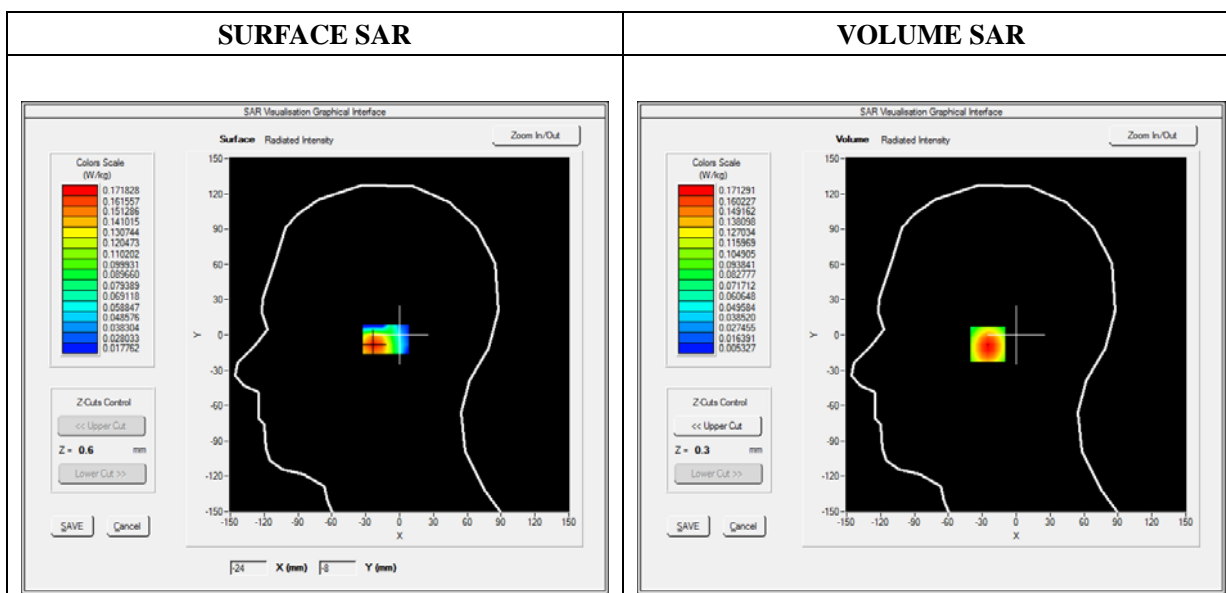 SURFACE SAR
VOLUME SAR
SAR Visualisation Graphical Interface
Surface Radiated Intensity
Zoom In/Out
Colors Scale
(W/kg)
0.171828
0.161557
0.151286
0.141015
0.130744
0.120473
0.110202
0.099931
0.089660
0.079389
0.069118
0.058847
0.048576
0.038304
0.028033
0.017762
Z-Cuts Control
<< Upper Cut
Z = 0.6 mm
Lower Cut >>
SAVE
Cancel
150
120
90
60
30
0
-30
-60
-90
-120
-150
Y
-150 -120 -90 -60 -30 0 30 60 90 120 150
X
-24 X (mm) -8 Y (mm)
SAR Visualisation Graphical Interface
Volume Radiated Intensity
Zoom In/Out
Colors Scale
(W/kg)
0.171291
0.160227
0.149162
0.138098
0.127034
0.115969
0.104905
0.093841
0.082777
0.071712
0.060648
0.049584
0.038520
0.027455
0.016391
0.005327
Z-Cuts Control
<< Upper Cut
Z = 0.3 mm
Lower Cut >>
SAVE
Cancel
150
120
90
60
30
0
-30
-60
-90
-120
-150
Y
-150 -120 -90 -60 -30 0 30 60 90 120 150
X